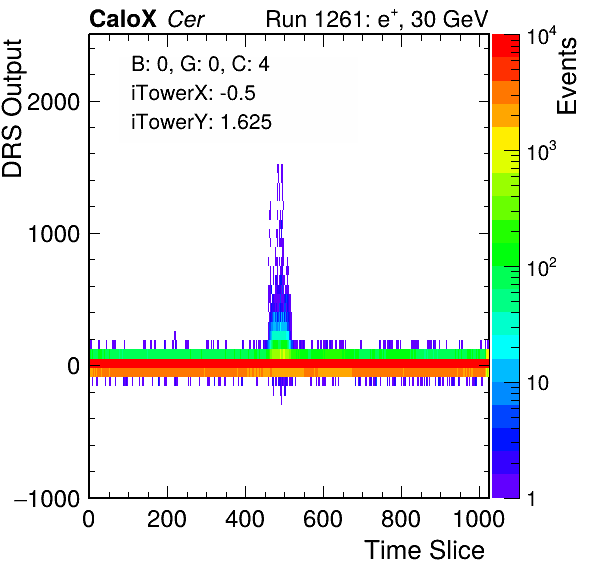 CaloX Cer Run 1261: e⁺, 30 GeV
B: 0, G: 0, C: 4
iTowerX: -0.5
iTowerY: 1.625
DRS Output
2000
1000
0
−1000
0 200 400 600 800 1000
Time Slice
Events
10⁴
10³
10²
10
1